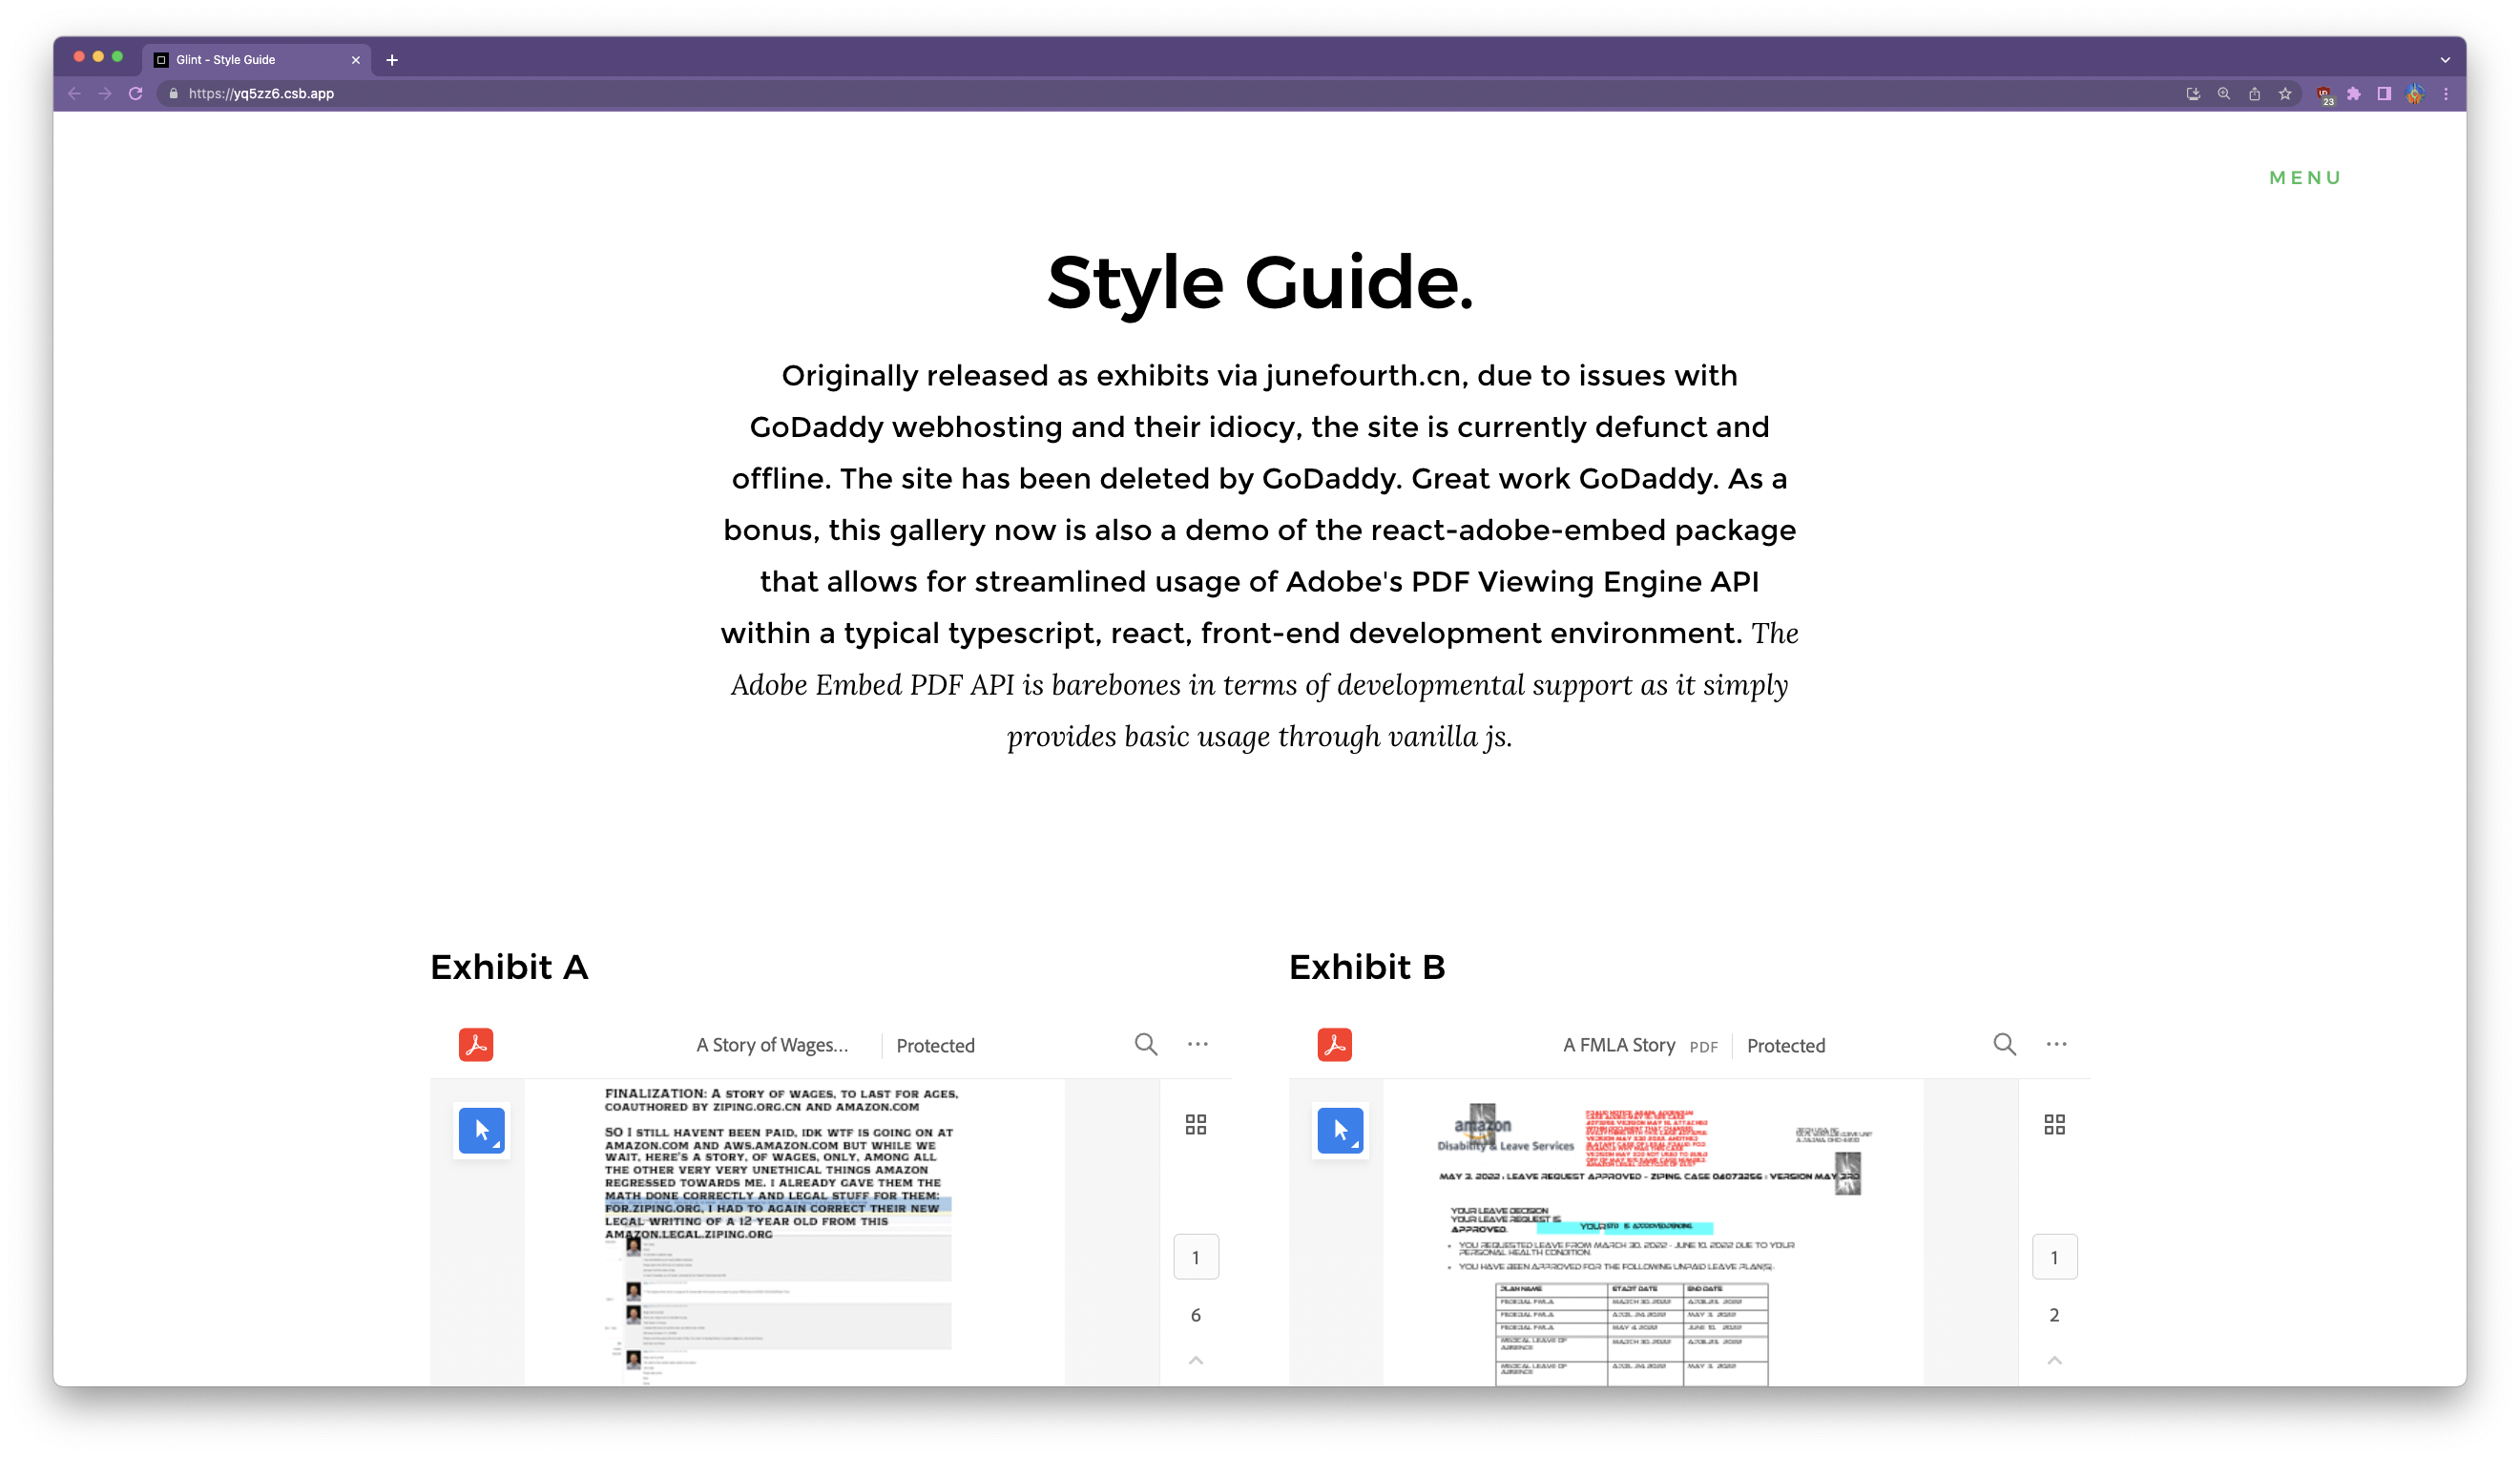 Glint - Style Guide
https://yq5zz6.csb.app
23
MENU
Style Guide.
Originally released as exhibits via junefourth.cn, due to issues with
GoDaddy webhosting and their idiocy, the site is currently defunct and
offline. The site has been deleted by GoDaddy. Great work GoDaddy. As a
bonus, this gallery now is also a demo of the react-adobe-embed package
that allows for streamlined usage of Adobe's PDF Viewing Engine API
within a typical typescript, react, front-end development environment. The
Adobe Embed PDF API is barebones in terms of developmental support as it simply
provides basic usage through vanilla js.
Exhibit A
A Story of Wages... Protected
FINALIZATION: A STORY OF WAGES, TO LAST FOR AGES,
COAUTHORED BY ZIPING.ORG.CN AND AMAZON.COM
SO I STILL HAVENT BEEN PAID, IDK WTF IS GOING ON AT
AMAZON.COM AND AWS.AMAZON.COM BUT WHILE WE
WAIT, HERE'S A STORY, OF WAGES, ONLY, AMONG ALL
THE OTHER VERY VERY UNETHICAL THINGS AMAZON
REGRESSED TOWARDS ME. I ALREADY GAVE THEM THE
MATH DONE CORRECTLY AND LEGAL STUFF FOR THEM:
FOR.ZIPING.ORG, I HAD TO AGAIN CORRECT THEIR NEW
LEGAL WRITING OF A 12 YEAR OLD FROM THIS
AMAZON.LEGAL.ZIPING.ORG
1
6
Exhibit B
A FMLA Story PDF Protected
amazon
Disability & Leave Services
MAY 3, 2022 : LEAVE REQUEST APPROVED - ZIPING, CASE 04073256 : VERSION MAY 3RD
YOUR LEAVE DECISION
YOUR LEAVE REQUEST IS
APPROVED.
YOU REQUESTED LEAVE FROM MARCH 30, 2022 - JUNE 10, 2022 DUE TO YOUR
PERSONAL HEALTH CONDITION.
YOU HAVE BEEN APPROVED FOR THE FOLLOWING UNPAID LEAVE PLAN(S):
PLAN NAME START DATE END DATE
FEDERAL FMLA MARCH 30, 2022
FEDERAL FMLA MAY 3, 2022
FEDERAL FMLA MAY 4, 2022 JUNE 10, 2022
MEDICAL LEAVE OF
ABSENCE MARCH 30, 2022
MEDICAL LEAVE OF
ABSENCE MAY 3, 2022
1
2